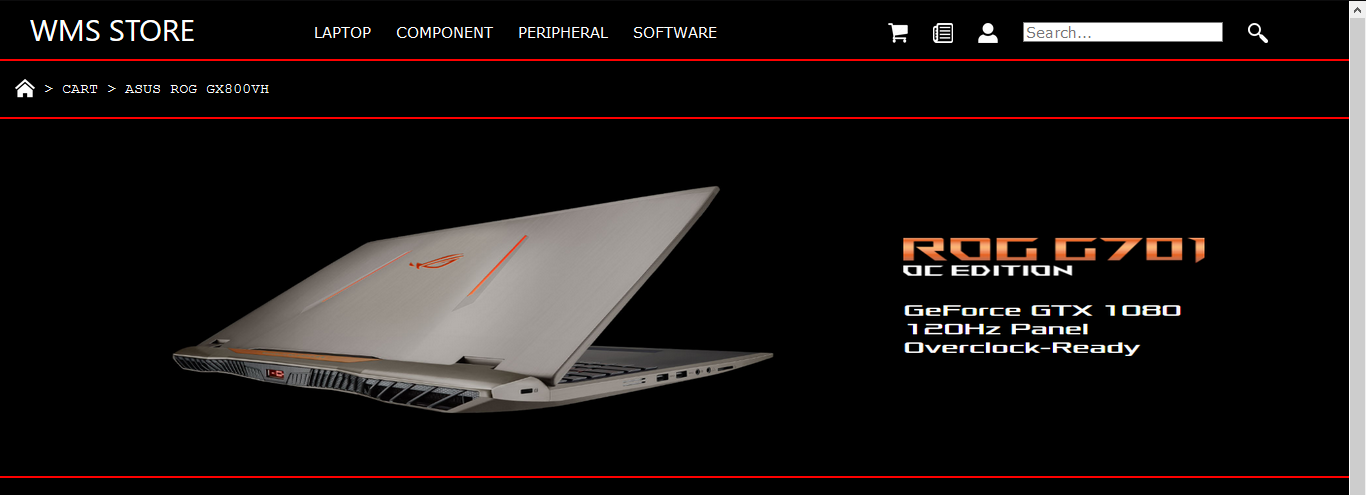 WMS STORE
LAPTOP COMPONENT PERIPHERAL SOFTWARE
Search...
> CART > ASUS ROG GX800VH
ROG G701
OC EDITION
GeForce GTX 1080
120Hz Panel
Overclock-Ready